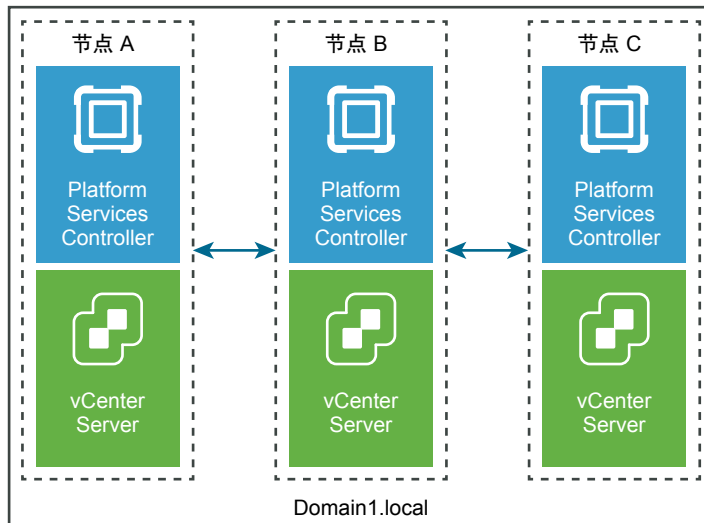 节点 A
Platform
Services
Controller
vCenter
Server
节点 B
Platform
Services
Controller
vCenter
Server
节点 C
Platform
Services
Controller
vCenter
Server
Domain1.local